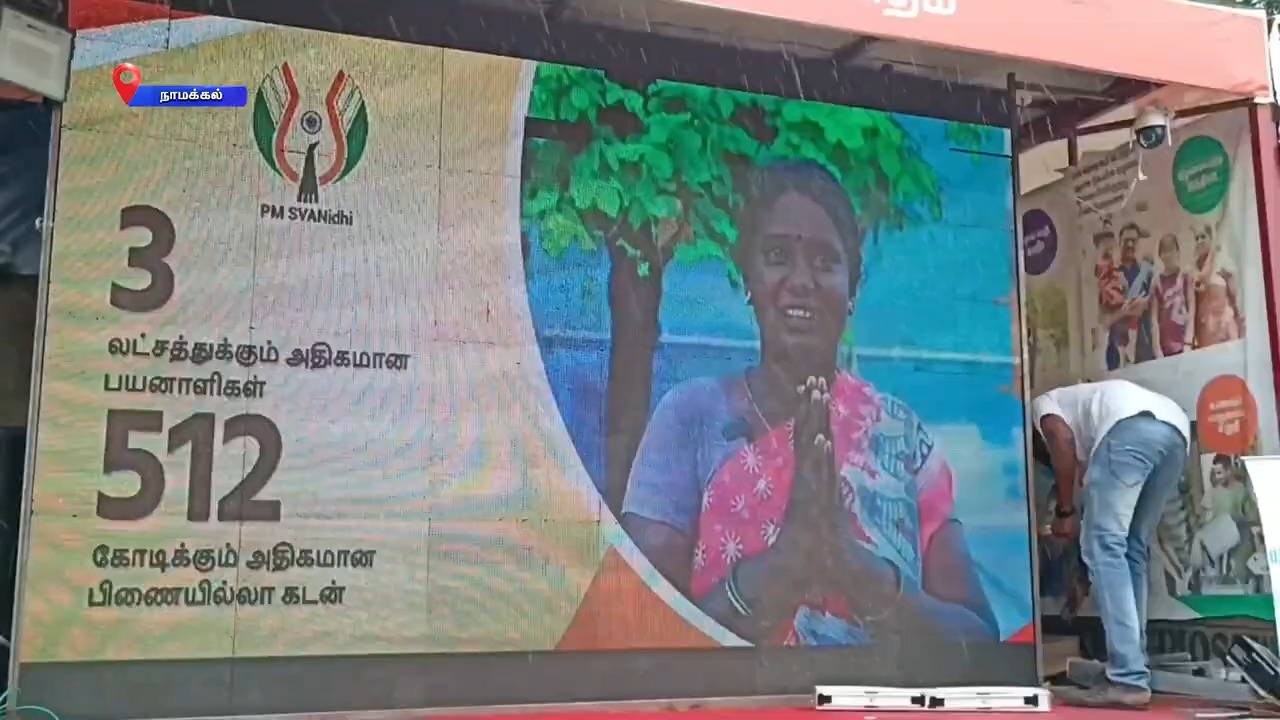 நாமக்கல்
PM SVANidhi
3
லட்சத்துக்கும் அதிகமான
பயனாளிகள்
512
கோடிக்கும் அதிகமான
பிணையில்லா கடன்